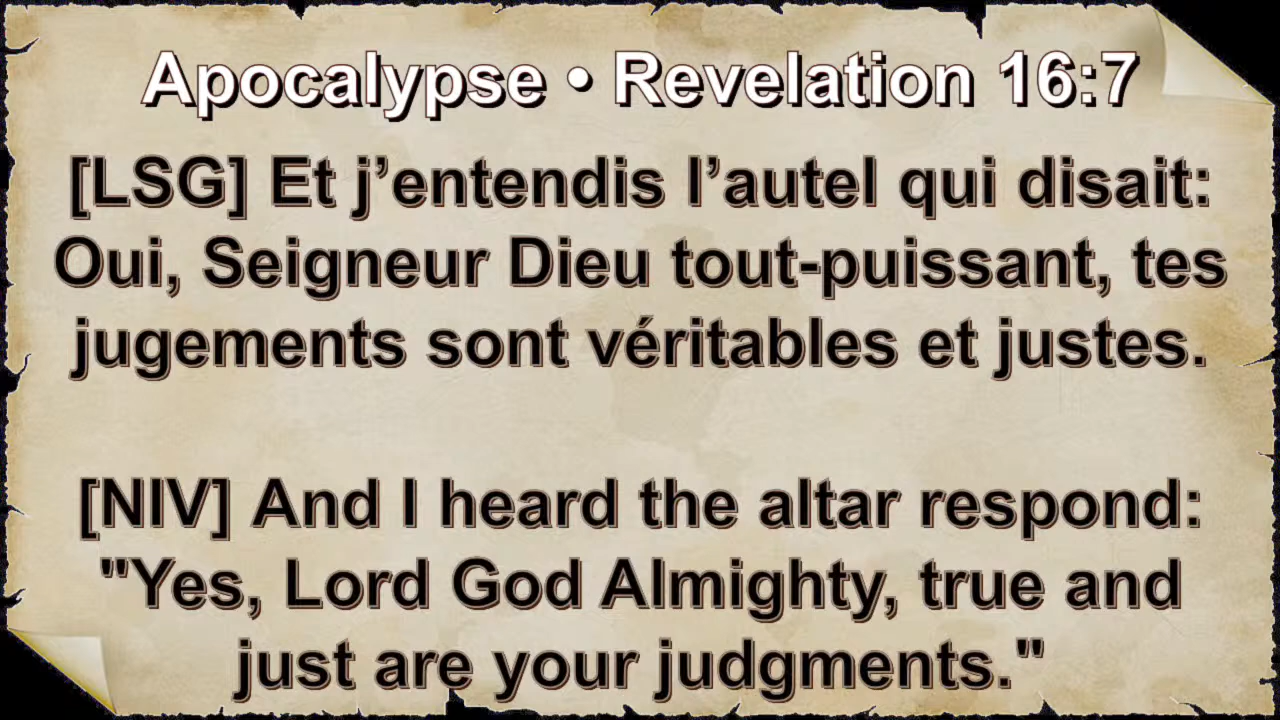 Apocalypse • Revelation 16:7
[LSG] Et j’entendis l’autel qui disait:
Oui, Seigneur Dieu tout-puissant, tes
jugements sont véritables et justes.
[NIV] And I heard the altar respond:
"Yes, Lord God Almighty, true and
just are your judgments."